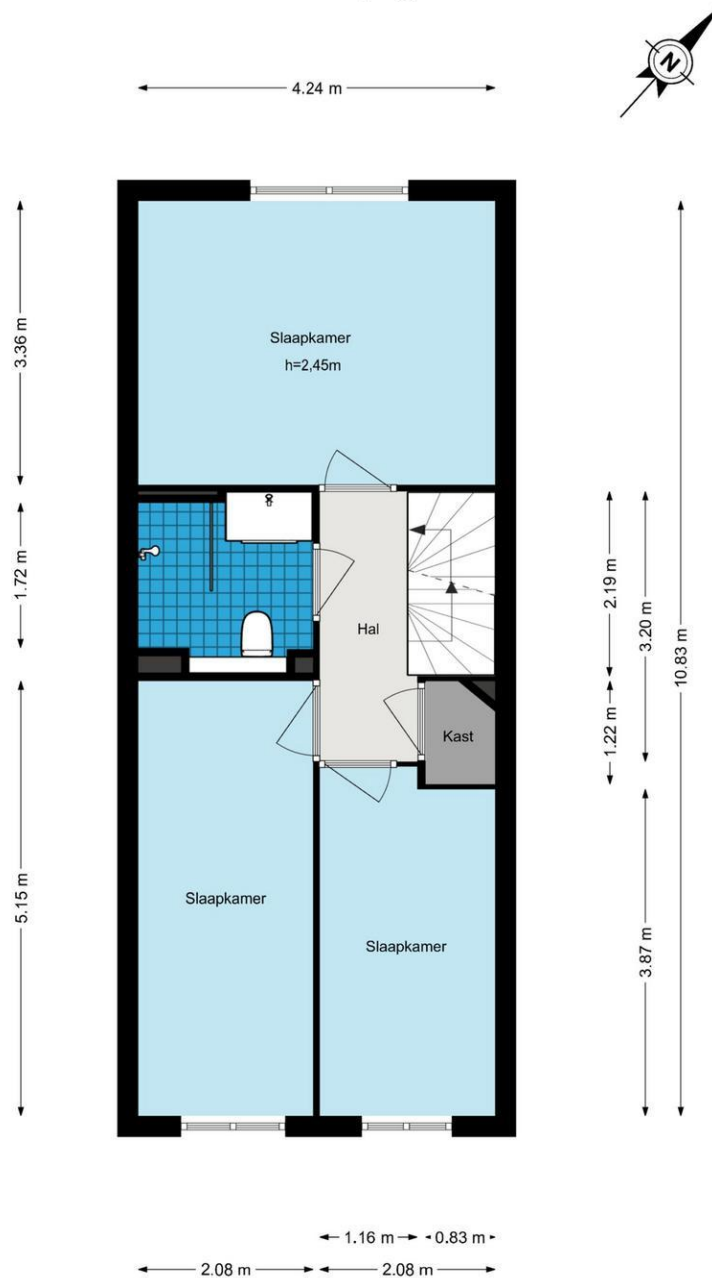 N
4.24 m
3.36 m
Slaapkamer
h=2,45m
1.72 m
2.19 m
3.20 m
10.83 m
Hal
1.22 m
Kast
5.15 m
Slaapkamer
Slaapkamer
3.87 m
1.16 m
0.83 m
2.08 m
2.08 m